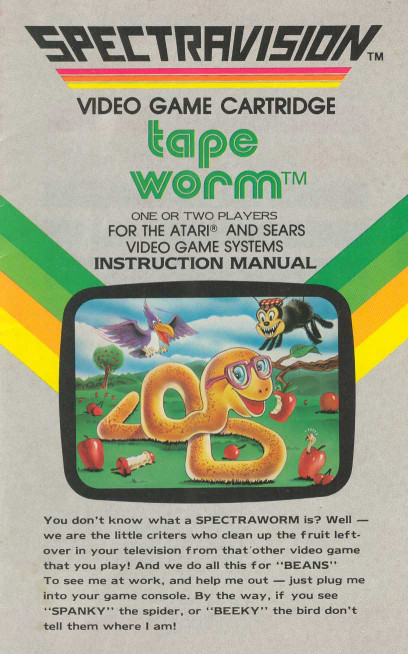 SPECTRAVISION™
VIDEO GAME CARTRIDGE
tape
worm™
ONE OR TWO PLAYERS
FOR THE ATARI® AND SEARS
VIDEO GAME SYSTEMS
INSTRUCTION MANUAL
You don't know what a SPECTRAWORM is? Well —
we are the little criters who clean up the fruit left-
over in your television from that other video game
that you play! And we do all this for "BEANS"
To see me at work, and help me out — just plug me
into your game console. By the way, if you see
"SPANKY" the spider, or "BEEKY" the bird don't
tell them where I am!